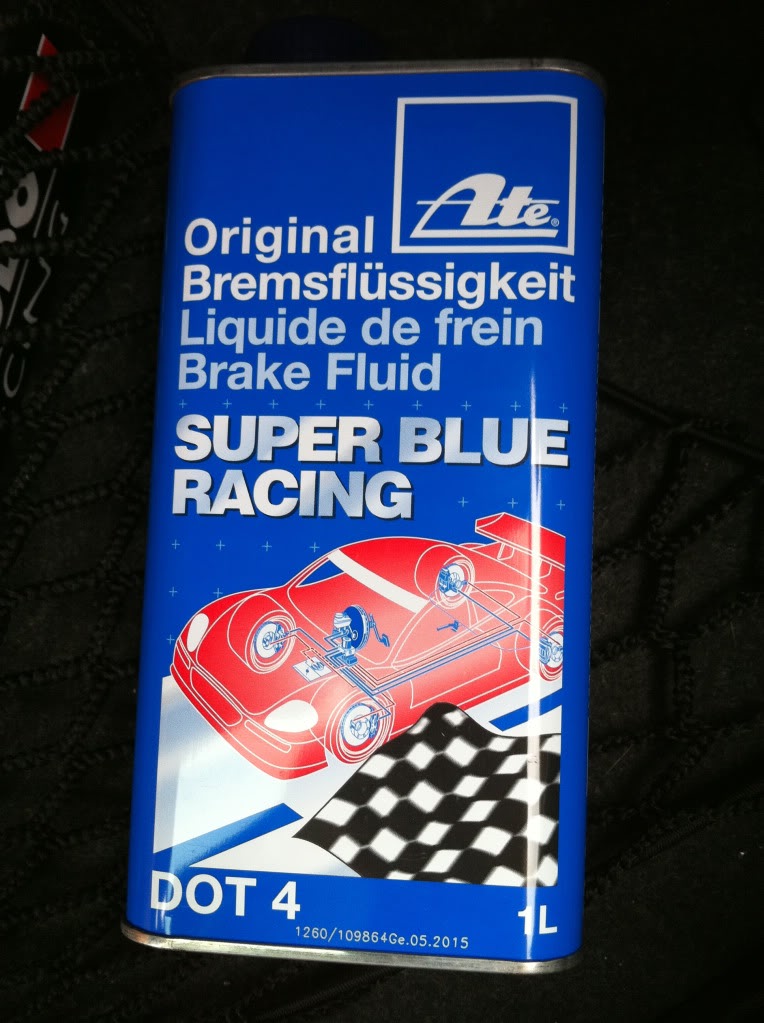 Ate®
Original
Bremsflüssigkeit
Liquide de frein
Brake Fluid
SUPER BLUE
RACING
DOT 4
1L
1260/109864Ge.05.2015